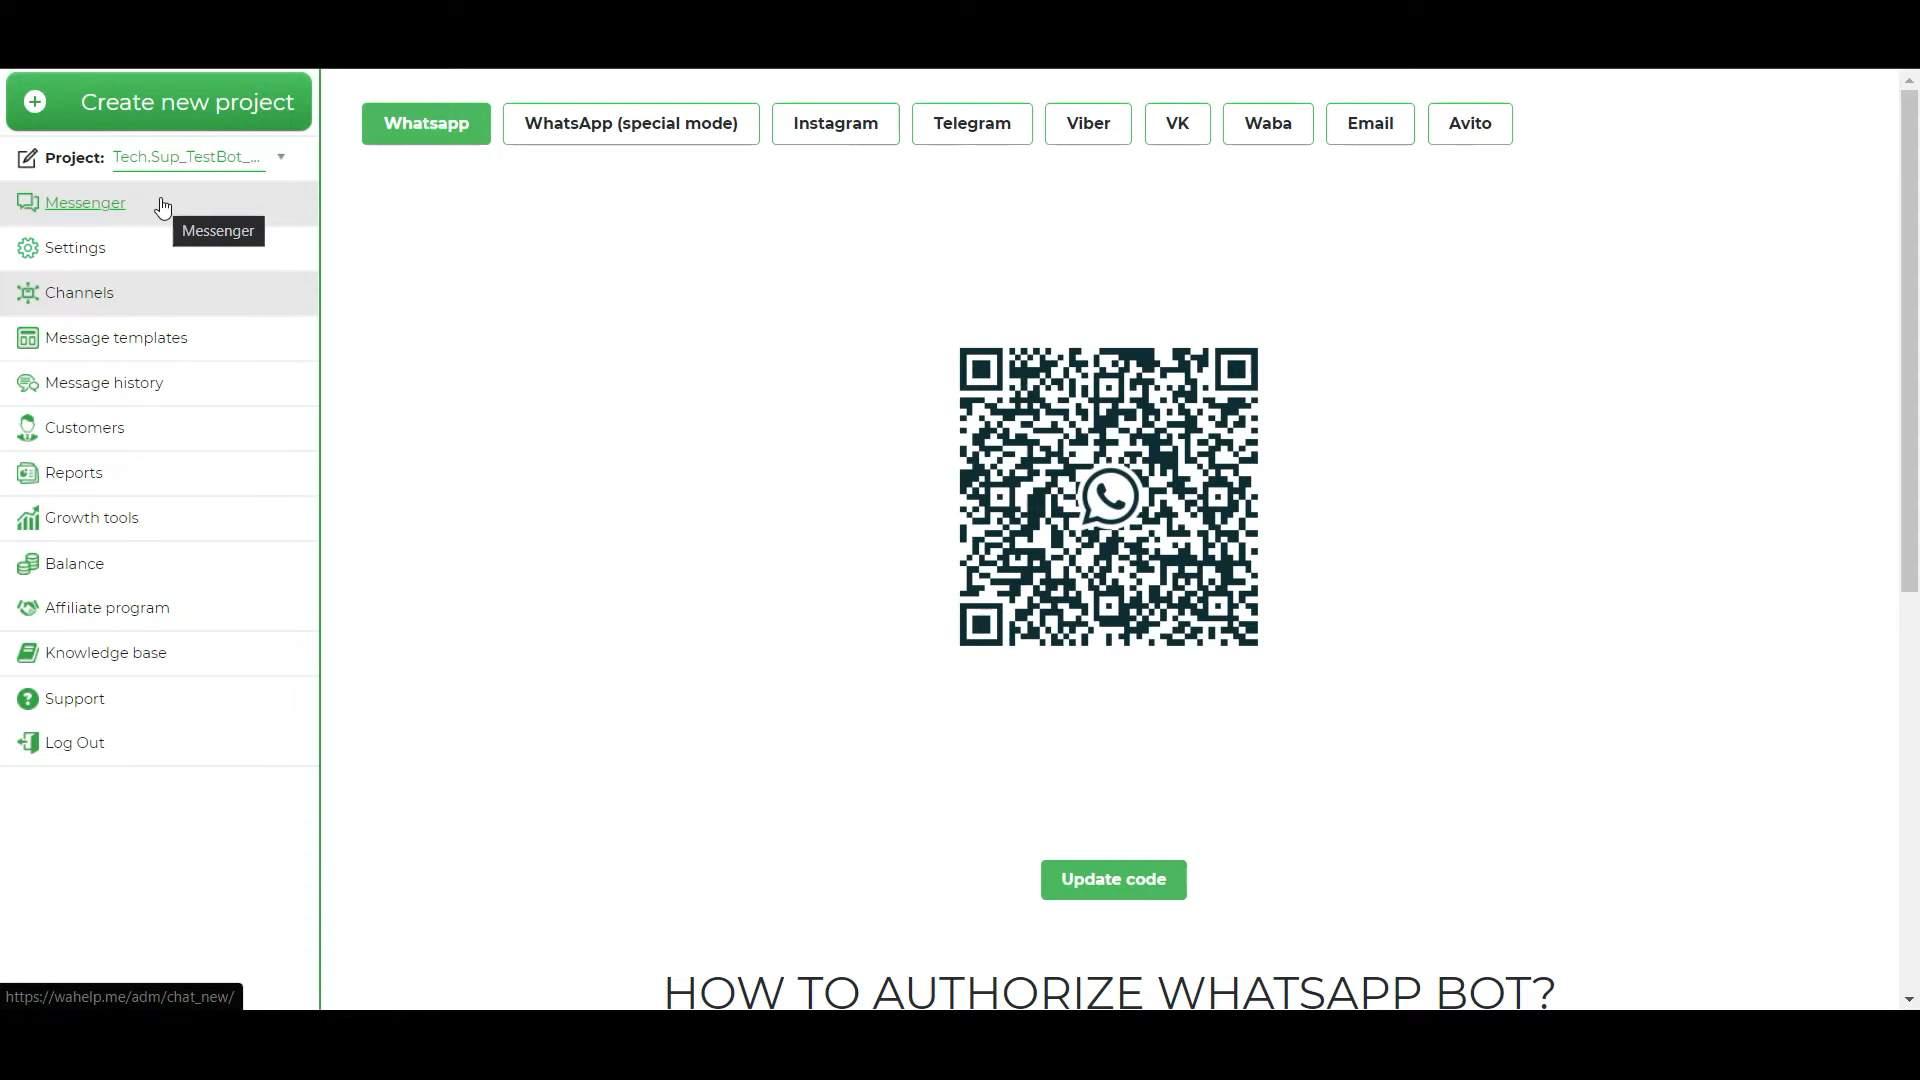 Create new project
Project: Tech.Sup_TestBot_...
Messenger
Messenger
Settings
Channels
Message templates
Message history
Customers
Reports
Growth tools
Balance
Affiliate program
Knowledge base
Support
Log Out
https://wahelp.me/adm/chat_new/
Whatsapp WhatsApp (special mode) Instagram Telegram Viber VK Waba Email Avito
Update code
HOW TO AUTHORIZE WHATSAPP BOT?